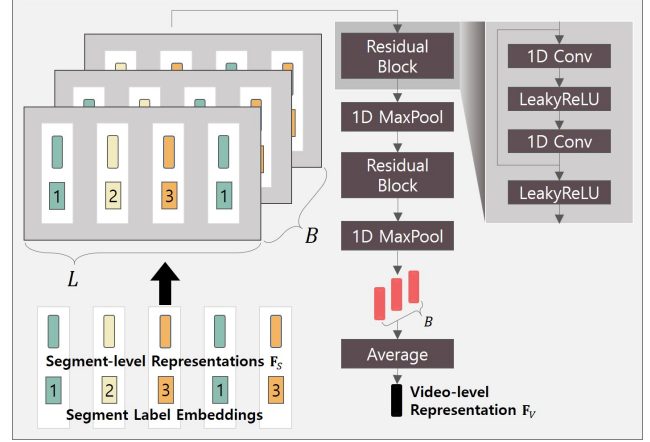 Residual
Block
1D MaxPool
Residual
Block
1D MaxPool
B
Average
Video-level
Representation F_V
1D Conv
LeakyReLU
1D Conv
LeakyReLU
1 2 3 1
L
B
Segment-level Representations F_S
1 2 3 1 3
Segment Label Embeddings